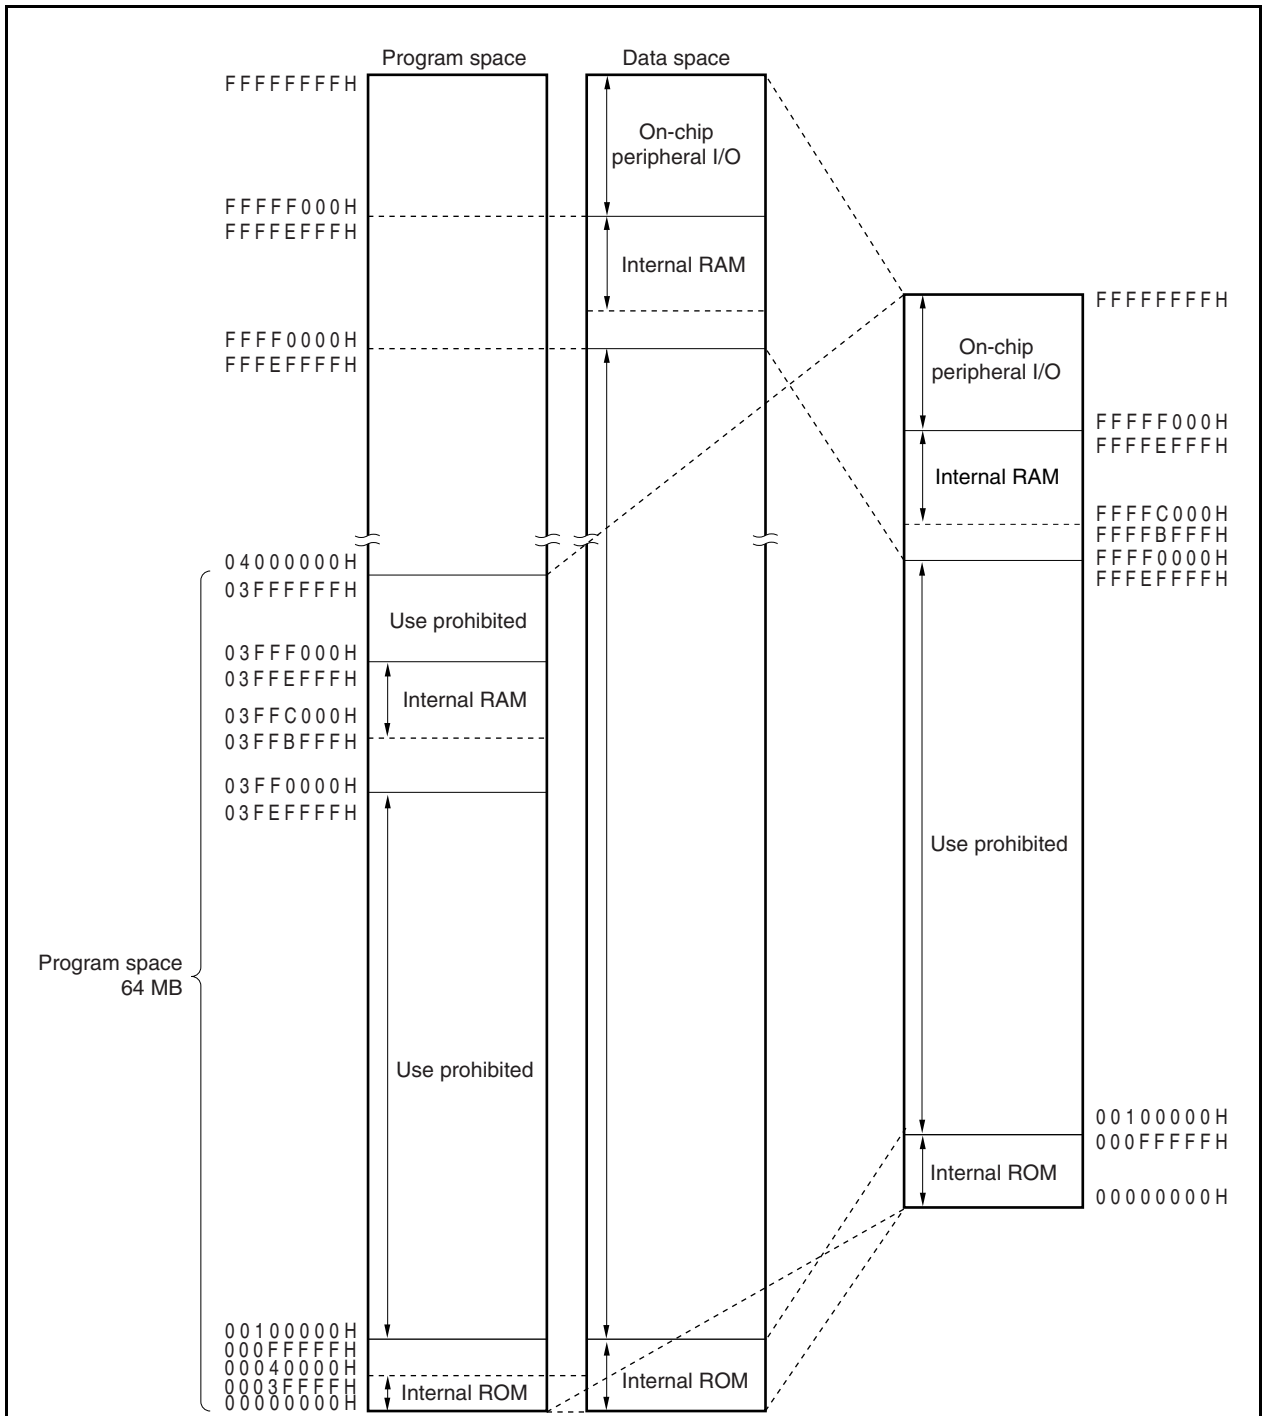 Program space
Data space
FFFFFFFFH
On-chip
peripheral I/O
FFFFF000H
FFFFEFFFH
Internal RAM
FFFF0000H
FFFEFFFFH
04000000H
03FFFFFFH
Use prohibited
03FFF000H
03FFEFFFH
Internal RAM
03FFC000H
03FFBFFFH
03FF0000H
03FEFFFFH
Program space
64 MB
Use prohibited
00100000H
000FFFFFH
00040000H
0003FFFFH
00000000H
Internal ROM
Internal ROM
FFFFFFFFH
On-chip
peripheral I/O
FFFFF000H
FFFFEFFFH
Internal RAM
FFFFC000H
FFFFBFFFH
FFFF0000H
FFFEFFFFH
Use prohibited
00100000H
000FFFFFH
Internal ROM
00000000H